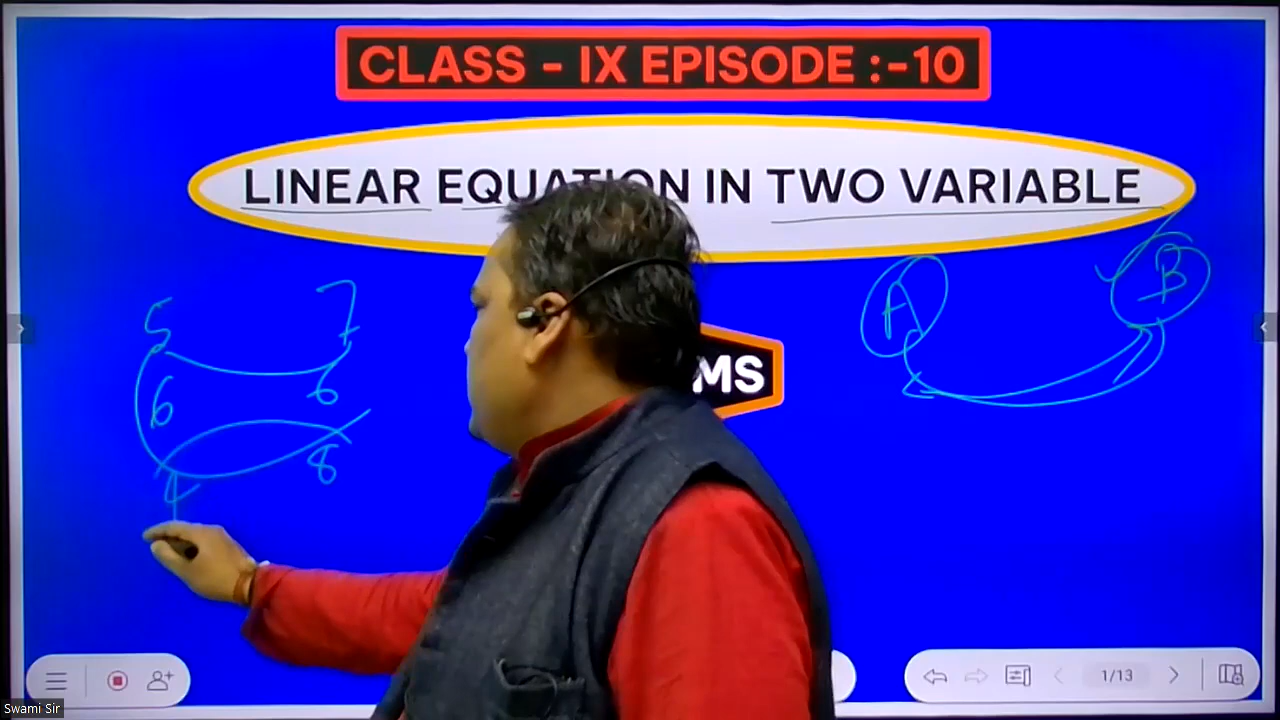 CLASS - IX EPISODE :-10
LINEAR EQUATION IN TWO VARIABLE
A B
5 7
MS
6 6
8
1/13
Swami Sir